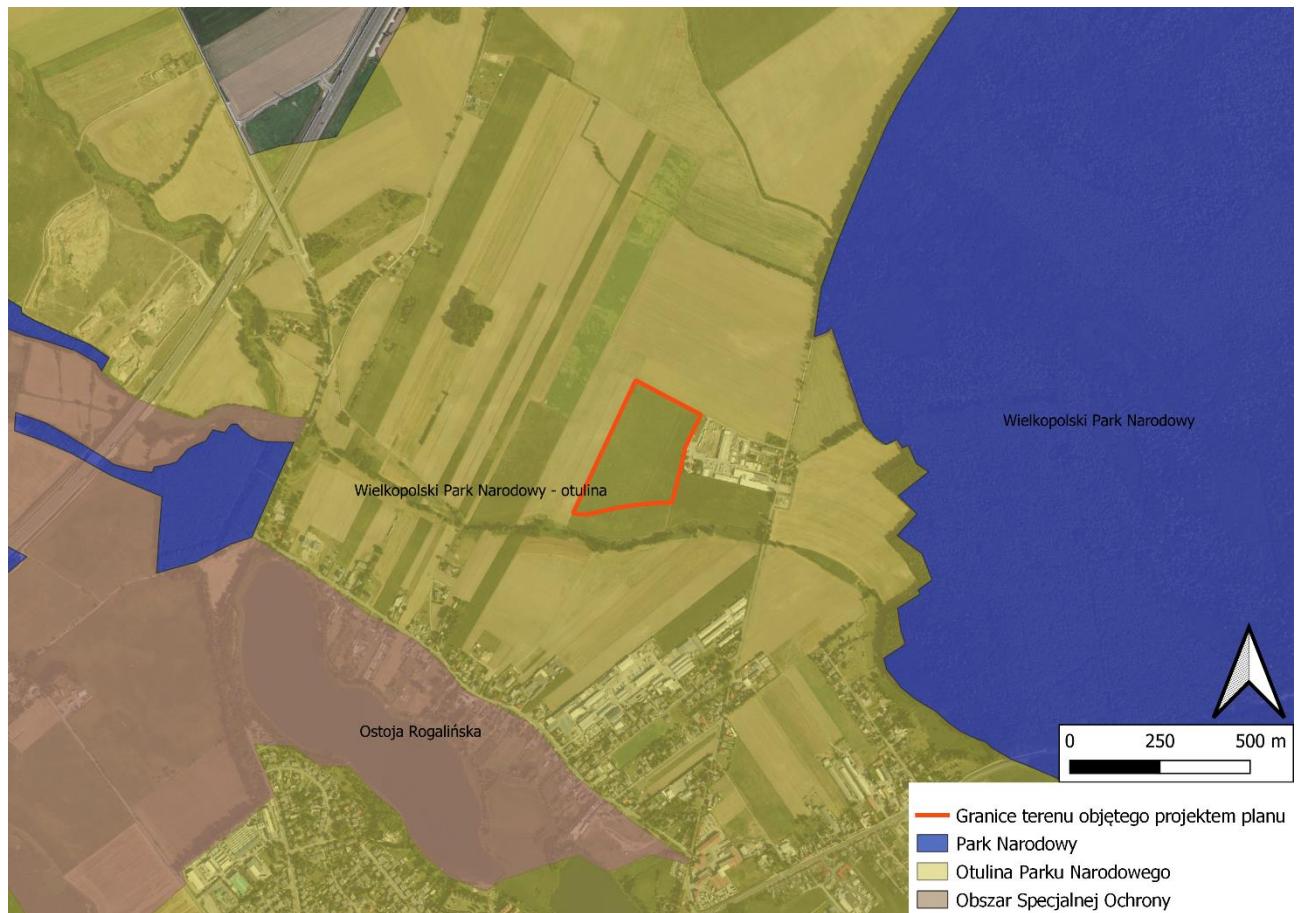 Wielkopolski Park Narodowy
Wielkopolski Park Narodowy - otulina
Ostoja Rogalińska
0 250 500 m
Granice terenu objętego projektem planu
Park Narodowy
Otulina Parku Narodowego
Obszar Specjalnej Ochrony